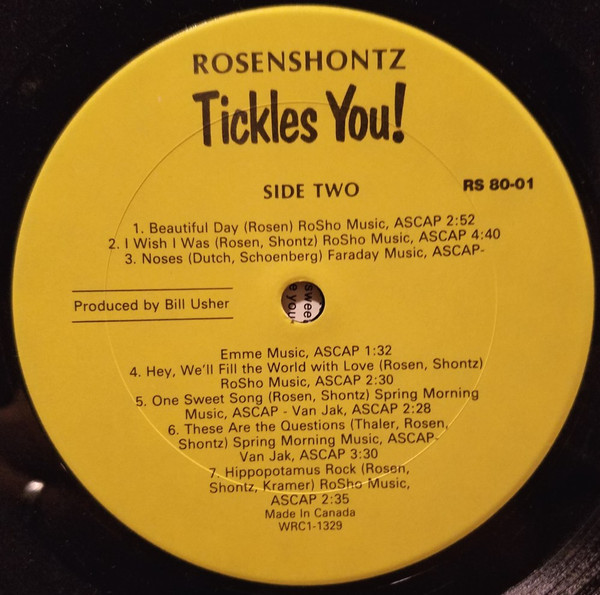 ROSENSHONTZ
Tickles You!
SIDE TWO
RS 80-01
1. Beautiful Day (Rosen) RoSho Music, ASCAP 2:52
2. I Wish I Was (Rosen, Shontz) RoSho Music, ASCAP 4:40
3. Noses (Dutch, Schoenberg) Faraday Music, ASCAP-
Produced by Bill Usher
swee
e you
Emme Music, ASCAP 1:32
4. Hey, We'll Fill the World with Love (Rosen, Shontz)
RoSho Music, ASCAP 2:30
5. One Sweet Song (Rosen, Shontz) Spring Morning
Music, ASCAP - Van Jak, ASCAP 2:28
6. These Are the Questions (Thaler, Rosen,
Shontz) Spring Morning Music, ASCAP-
Van Jak, ASCAP 3:30
7. Hippopotamus Rock (Rosen,
Shontz, Kramer) RoSho Music,
ASCAP 2:35
Made In Canada
WRC1-1329